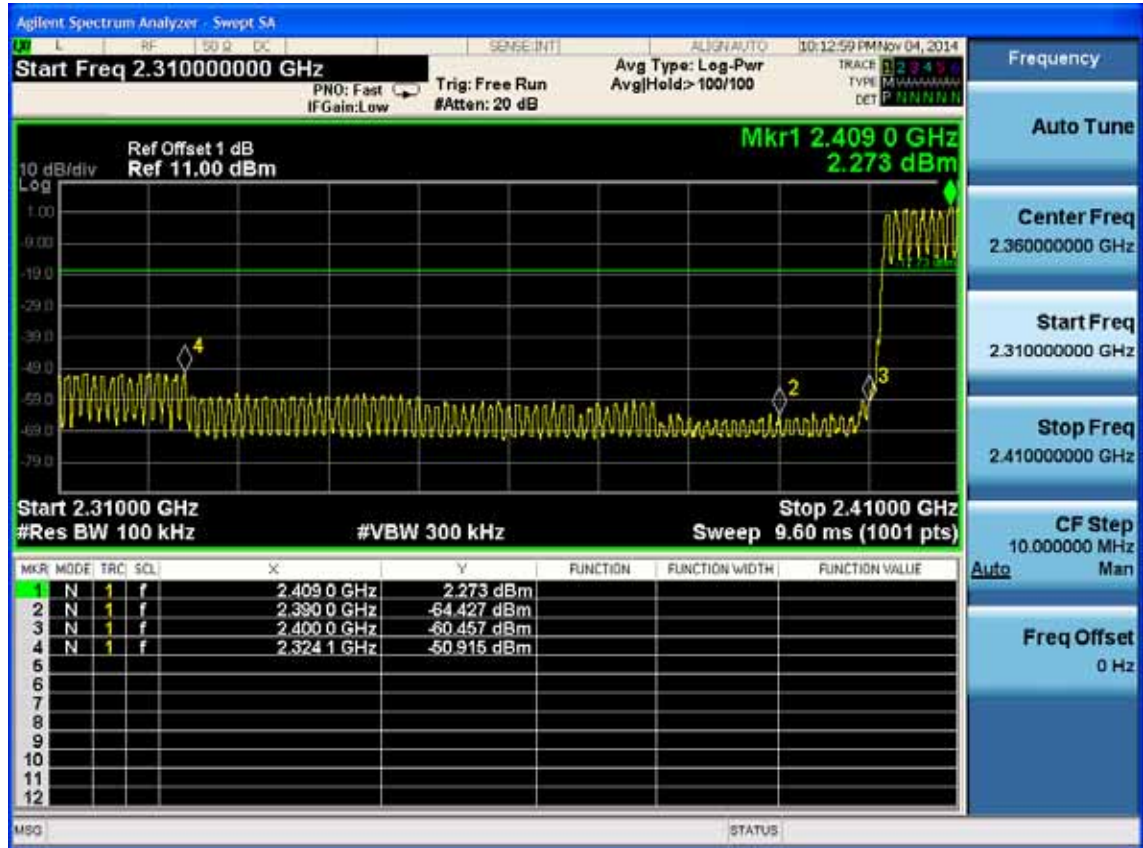 Agilent Spectrum Analyzer - Swept SA
L RF 50 Ω DC SENSE:INT ALIGN AUTO 10:12:59 PM Nov 04, 2014
Start Freq 2.310000000 GHz
PNO: Fast
IFGain:Low
Trig: Free Run
#Atten: 20 dB
Avg Type: Log-Pwr
Avg|Hold>100/100
TRACE 1 2 3 4 5 6
TYPE M
DET P N N N N N
Mkr1 2.409 0 GHz
2.273 dBm
Ref Offset 1 dB
10 dB/div Ref 11.00 dBm
Log
1.00
-9.00
-19.0
-29.0
-39.0
-49.0
-59.0
-69.0
-79.0
4
2
3
Start 2.31000 GHz Stop 2.41000 GHz
#Res BW 100 kHz #VBW 300 kHz Sweep 9.60 ms (1001 pts)
MKR MODE TRC SCL X Y FUNCTION FUNCTION WIDTH FUNCTION VALUE
1 N 1 f 2.409 0 GHz 2.273 dBm
2 N 1 f 2.390 0 GHz -64.427 dBm
3 N 1 f 2.400 0 GHz -60.457 dBm
4 N 1 f 2.324 1 GHz -50.915 dBm
5
6
7
8
9
10
11
12
MSG STATUS
Frequency
Auto Tune
Center Freq
2.360000000 GHz
Start Freq
2.310000000 GHz
Stop Freq
2.410000000 GHz
CF Step
10.000000 MHz
Auto Man
Freq Offset
0 Hz